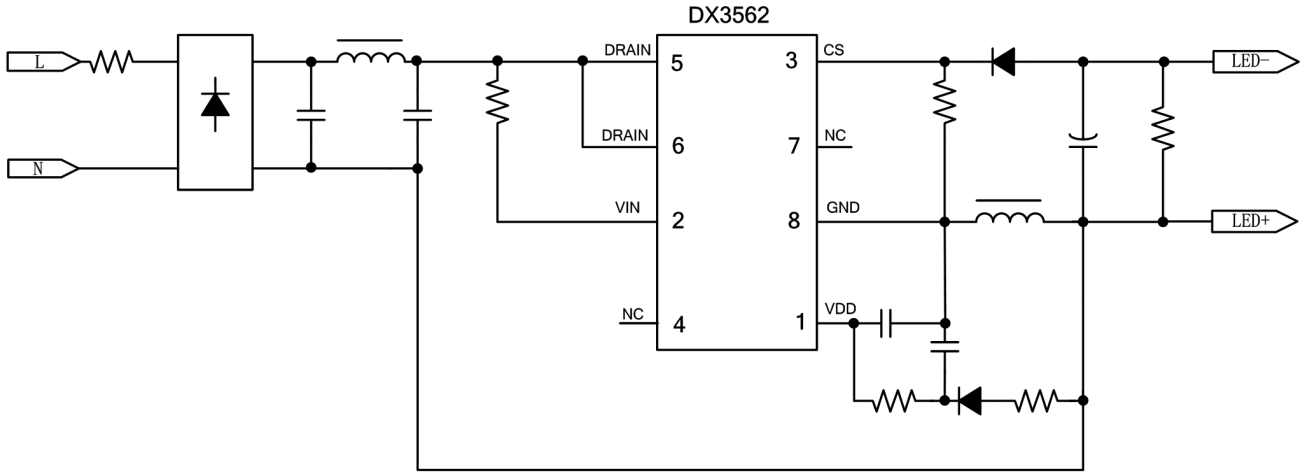 DX3562
L
DRAIN
5
3
CS
LED-
DRAIN
6
7
NC
N
VIN
2
8
GND
LED+
NC
4
1
VDD